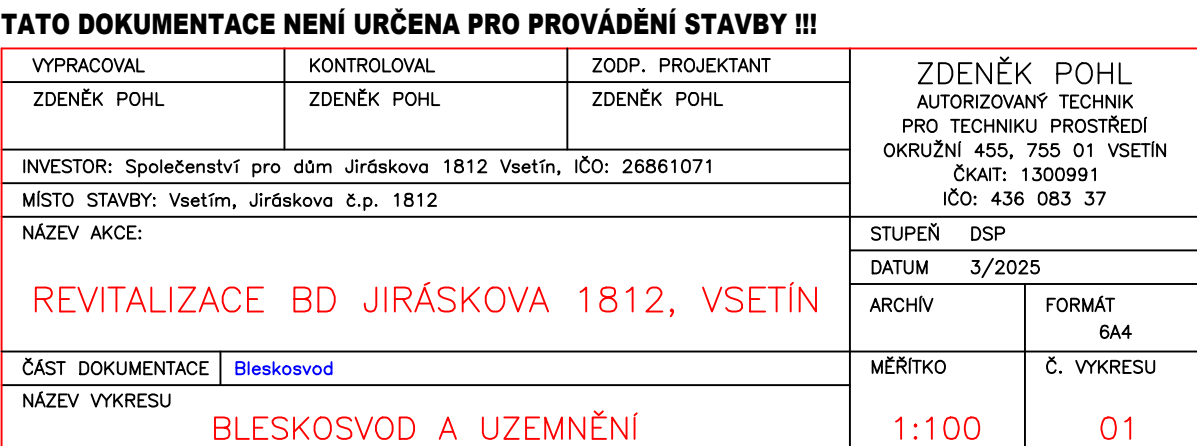 TATO DOKUMENTACE NENÍ URČENA PRO PROVÁDĚNÍ STAVBY !!!
VYPRACOVAL KONTROLOVAL ZODP. PROJEKTANT
ZDENĚK POHL ZDENĚK POHL ZDENĚK POHL
ZDENĚK POHL
AUTORIZOVANÝ TECHNIK
PRO TECHNIKU PROSTŘEDÍ
OKRUŽNÍ 455, 755 01 VSETÍN
ČKAIT: 1300991
IČO: 436 083 37
INVESTOR: Společenství pro dům Jiráskova 1812 Vsetín, IČO: 26861071
MÍSTO STAVBY: Vsetím, Jiráskova č.p. 1812
NÁZEV AKCE:
REVITALIZACE BD JIRÁSKOVA 1812, VSETÍN
STUPEŇ DSP
DATUM 3/2025
ARCHÍV FORMÁT
6A4
ČÁST DOKUMENTACE Bleskosvod
MĚŘÍTKO Č. VYKRESU
NÁZEV VYKRESU
BLESKOSVOD A UZEMNĚNÍ
1:100 01